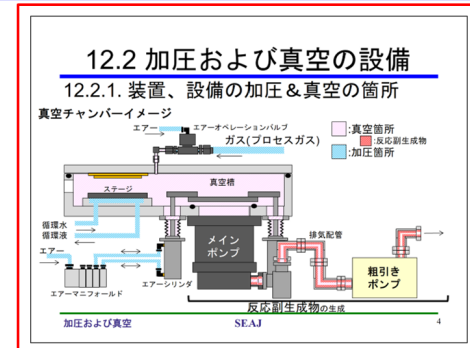 12.2 加圧および真空の設備
12.2.1. 装置、設備の加圧&真空の箇所
真空チャンバーイメージ
エアー
エアーオペレーションバルブ
ガス(プロセスガス)
:真空箇所
:反応副生成物
:加圧箇所
ステージ
真空槽
循環水
循環液
エアー
メイン
ポンプ
排気配管
粗引き
ポンプ
エアーマニフォールド
エアーシリンダ
反応副生成物の生成
加圧および真空
SEAJ
4